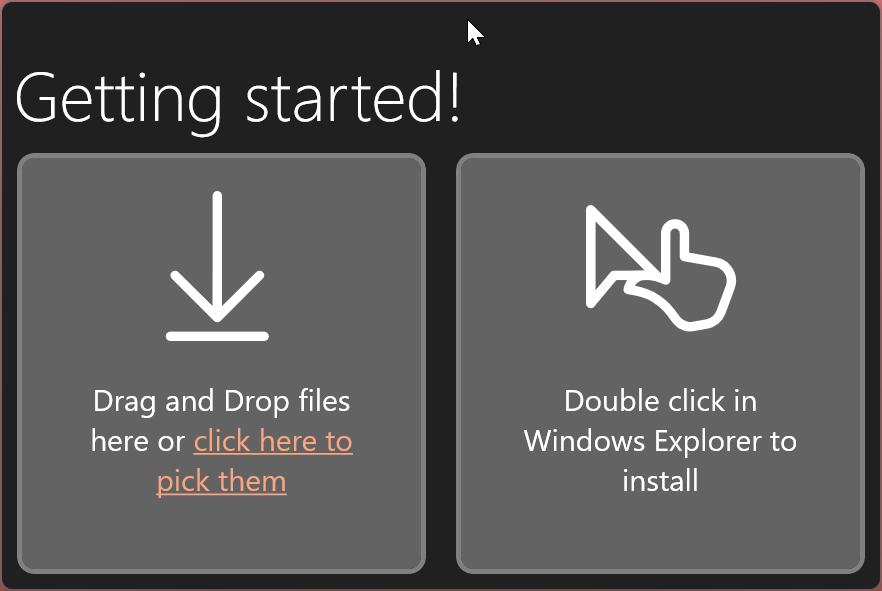 Getting started!
Drag and Drop files
here or click here to
pick them
Double click in
Windows Explorer to
install